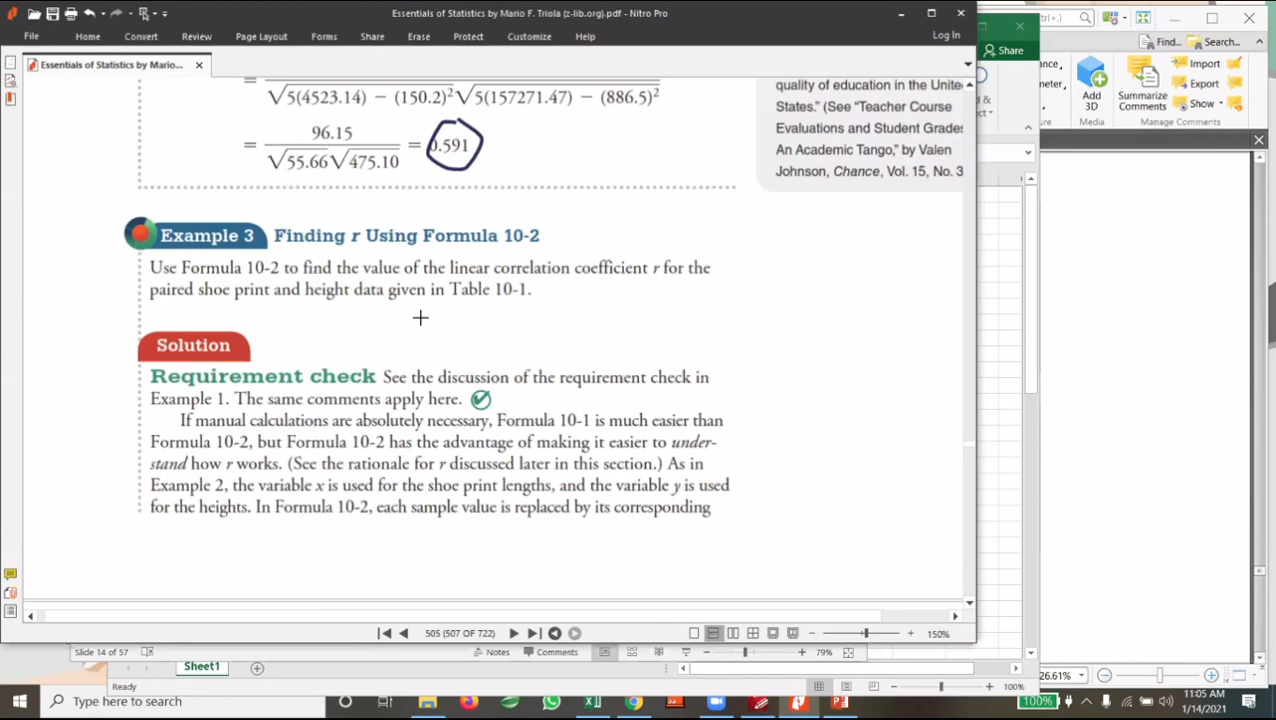 Essentials of Statistics by Mario F. Triola (z-lib.org).pdf - Nitro Pro
File Home Convert Review Page Layout Share Erase Customize Help
Log In
Essentials of Statistics by Mario...
= √5(4523.14) − (150.2)² √5(157271.47) − (886.5)²
96.15
= √55.66√475.10 = 0.591
quality of education in the Unite
States." (See "Teacher Course
Evaluations and Student Grades
An Academic Tango," by Valen
Johnson, Chance, Vol. 15, No. 3
Example 3 Finding r Using Formula 10-2
Use Formula 10-2 to find the value of the linear correlation coefficient r for the
paired shoe print and height data given in Table 10-1.
Solution
Requirement check See the discussion of the requirement check in
Example 1. The same comments apply here.
If manual calculations are absolutely necessary, Formula 10-1 is much easier than
Formula 10-2, but Formula 10-2 has the advantage of making it easier to under-
stand how r works. (See the rationale for r discussed later in this section.) As in
Example 2, the variable x is used for the shoe print lengths, and the variable y is used
for the heights. In Formula 10-2, each sample value is replaced by its corresponding
505 (507 OF 722)
150%
Share
Find...
Search...
Add
3D
Summarize
Comments
Import
Export
Show
Manage Comments
Slide 14 of 57
Notes
Comments
79%
Sheet1
Ready
100%
26.61%
Type here to search
100%
11:05 AM
1/14/2021